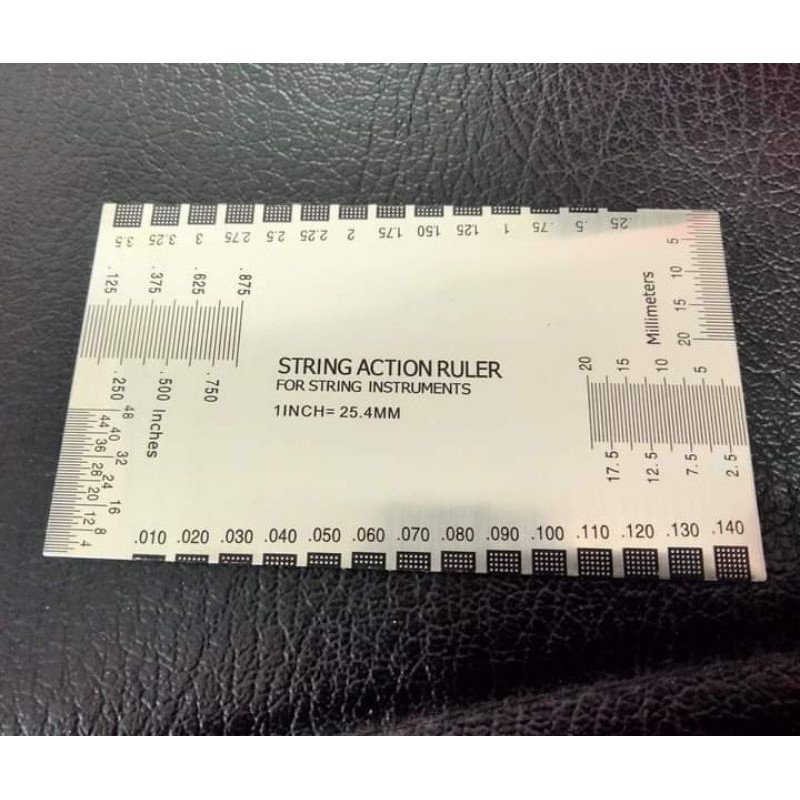 3.5 3.25 3 2.75 2.5 2.25 2 1.75 1.50 125 1 .75 .5 .25
.125 .375 .625 .875
.250 .500 .750
Inches
48 44 40 36 32 28 24 20 16 12 8 4
STRING ACTION RULER
FOR STRING INSTRUMENTS
1INCH= 25.4MM
5 10 15 20
Millimeters
20 15 10 5
17.5 12.5 7.5 2.5
.010 .020 .030 .040 .050 .060 .070 .080 .090 .100 .110 .120 .130 .140